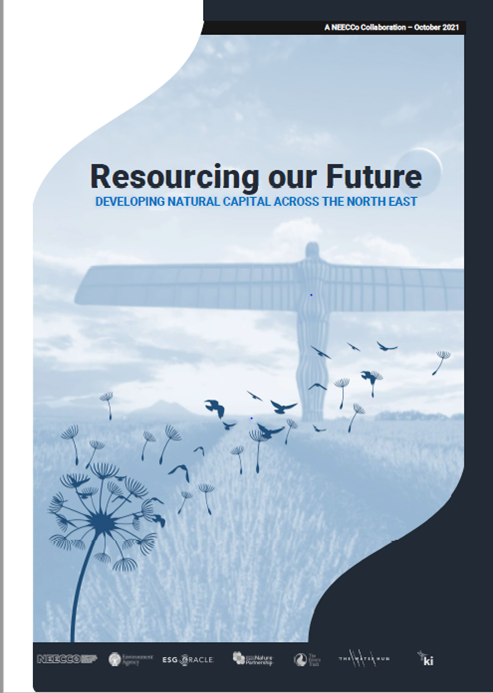 A NEECCo Collaboration – October 2021
Resourcing our Future
DEVELOPING NATURAL CAPITAL ACROSS THE NORTH EAST
NEECCO
Environment
Agency
ESG ORACLE
Nature
Partnership
The
Rivers
Trust
THE WATER HUB
ki